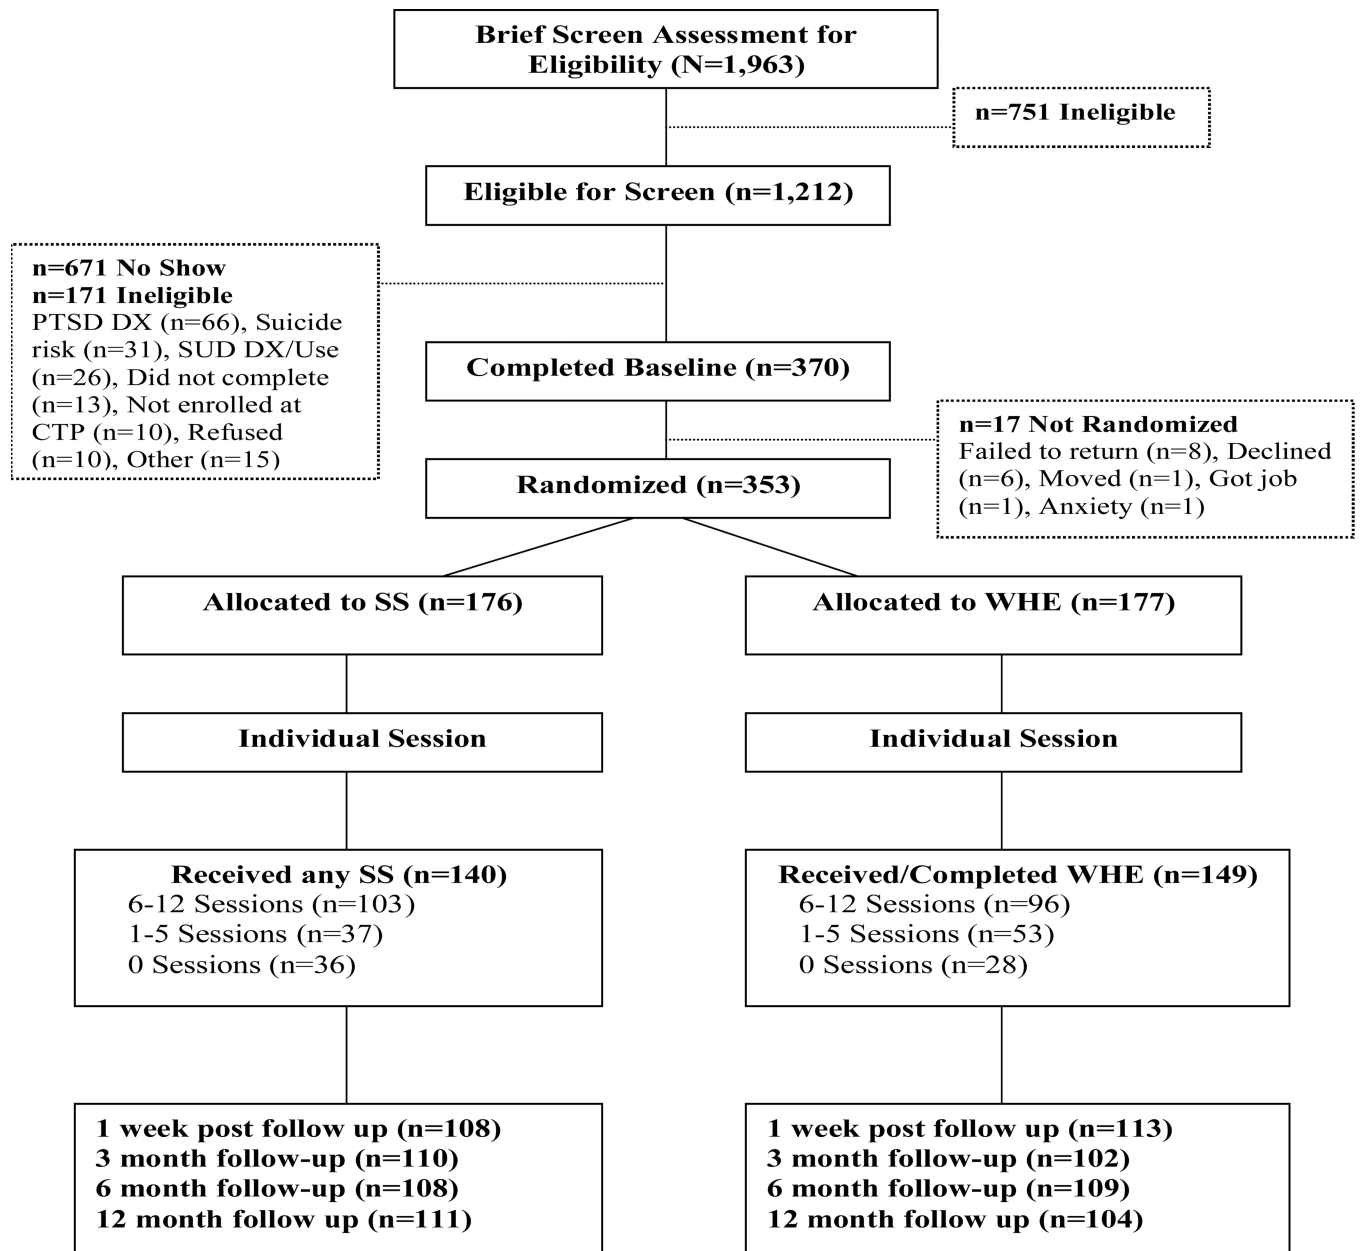 Brief Screen Assessment for
Eligibility (N=1,963)
n=751 Ineligible
Eligible for Screen (n=1,212)
n=671 No Show
n=171 Ineligible
PTSD DX (n=66), Suicide
risk (n=31), SUD DX/Use
(n=26), Did not complete
(n=13), Not enrolled at
CTP (n=10), Refused
(n=10), Other (n=15)
Completed Baseline (n=370)
n=17 Not Randomized
Failed to return (n=8), Declined
(n=6), Moved (n=1), Got job
(n=1), Anxiety (n=1)
Randomized (n=353)
Allocated to SS (n=176)
Allocated to WHE (n=177)
Individual Session
Individual Session
Received any SS (n=140)
6-12 Sessions (n=103)
1-5 Sessions (n=37)
0 Sessions (n=36)
Received/Completed WHE (n=149)
6-12 Sessions (n=96)
1-5 Sessions (n=53)
0 Sessions (n=28)
1 week post follow up (n=108)
3 month follow-up (n=110)
6 month follow-up (n=108)
12 month follow up (n=111)
1 week post follow up (n=113)
3 month follow-up (n=102)
6 month follow-up (n=109)
12 month follow up (n=104)